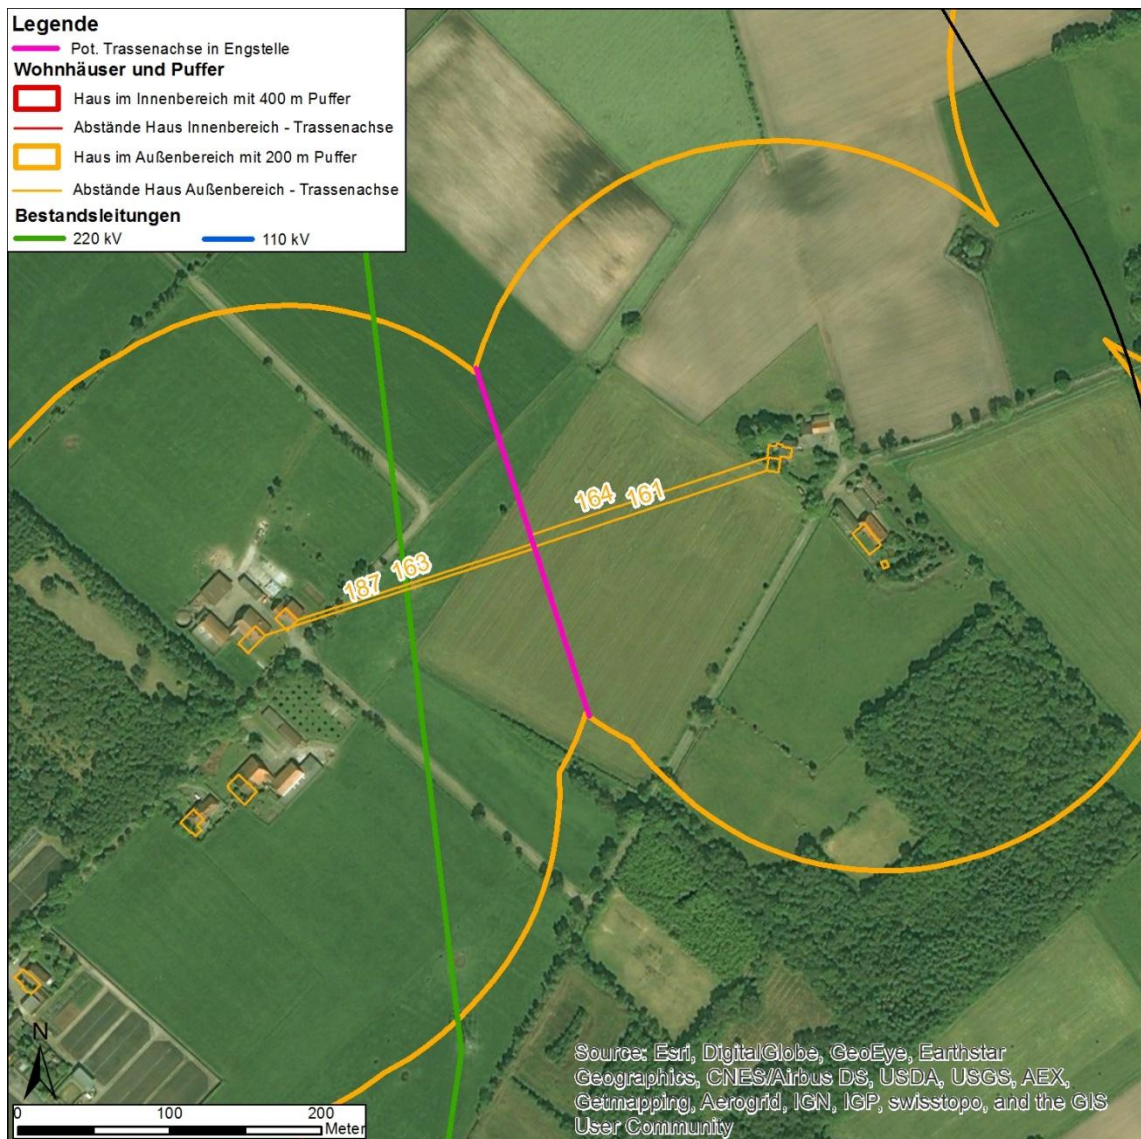 Legende
Pot. Trassenachse in Engstelle
Wohnhäuser und Puffer
Haus im Innenbereich mit 400 m Puffer
Abstände Haus Innenbereich - Trassenachse
Haus im Außenbereich mit 200 m Puffer
Abstände Haus Außenbereich - Trassenachse
Bestandsleitungen
220 kV 110 kV
164 161
187 163
N
0 100 200
Meter
Source: Esri, DigitalGlobe, GeoEye, Earthstar
Geographics, CNES/Airbus DS, USDA, USGS, AEX,
Getmapping, Aerogrid, IGN, IGP, swisstopo, and the GIS
User Community